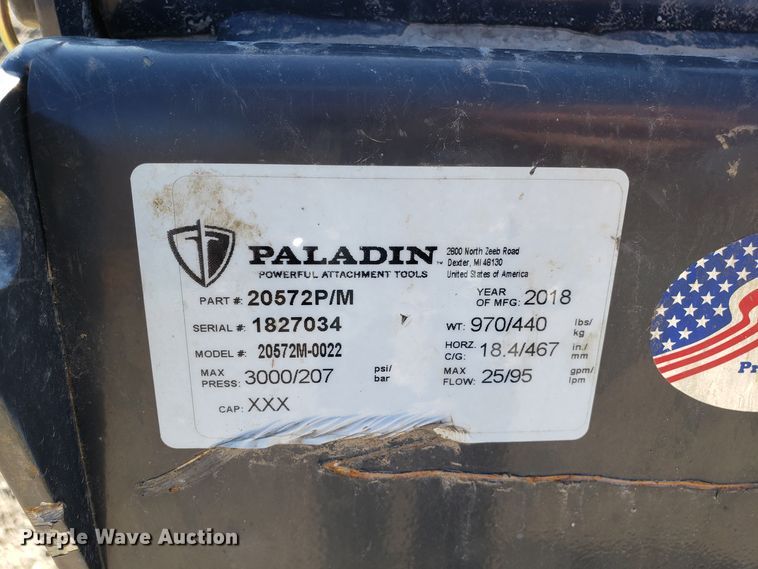 PALADIN™
POWERFUL ATTACHMENT TOOLS
2800 North Zeeb Road
Dexter, MI 48130
United States of America
PART #: 20572P/M
YEAR OF MFG: 2018
SERIAL #: 1827034
WT: 970/440 lbs/kg
MODEL #: 20572M-0022
HORZ. C/G: 18.4/467 in./mm
MAX PRESS: 3000/207 psi/bar
MAX FLOW: 25/95 gpm/lpm
CAP: XXX
Pr
Purple Wave Auction